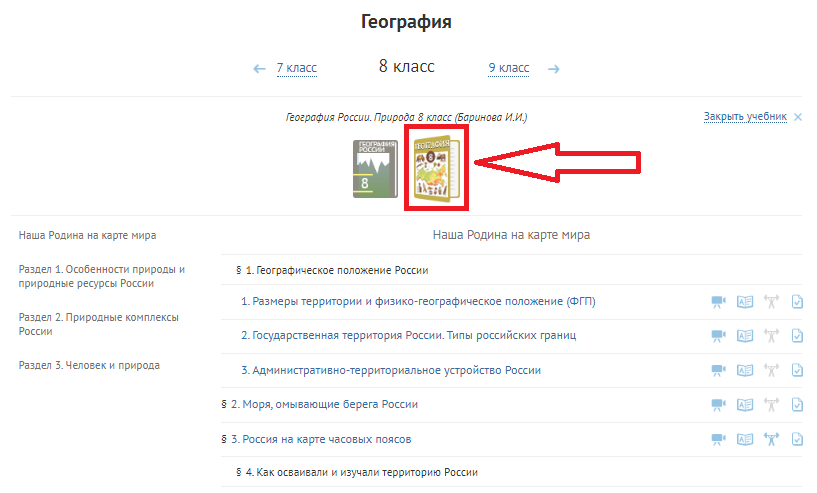 География
7 класс
8 класс
9 класс
География России. Природа 8 класс (Баринова И.И.)
Закрыть учебник
ГЕОГРАФИЯ
РОССИИ
8
ГЕОГРАФИЯ
8
Наша Родина на карте мира
Раздел 1. Особенности природы и
природные ресурсы России
Раздел 2. Природные комплексы
России
Раздел 3. Человек и природа
Наша Родина на карте мира
§ 1. Географическое положение России
1. Размеры территории и физико-географическое положение (ФГП)
2. Государственная территория России. Типы российских границ
3. Административно-территориальное устройство России
§ 2. Моря, омывающие берега России
§ 3. Россия на карте часовых поясов
§ 4. Как осваивали и изучали территорию России